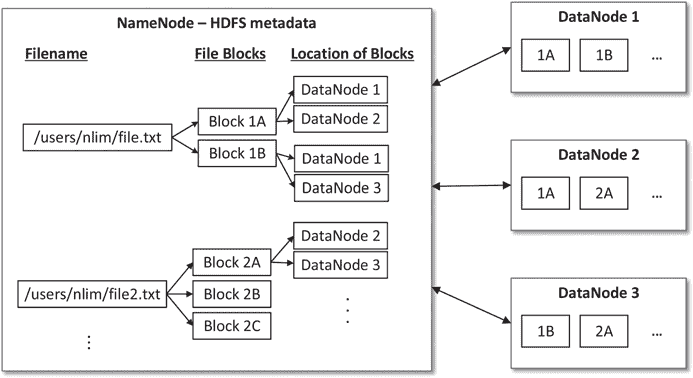 NameNode – HDFS metadata
Filename
File Blocks
Location of Blocks
/users/nlim/file.txt
Block 1A
Block 1B
DataNode 1
DataNode 2
DataNode 1
DataNode 3
/users/nlim/file2.txt
Block 2A
Block 2B
Block 2C
DataNode 2
DataNode 3
DataNode 1
1A 1B ...
DataNode 2
1A 2A ...
DataNode 3
1B 2A ...